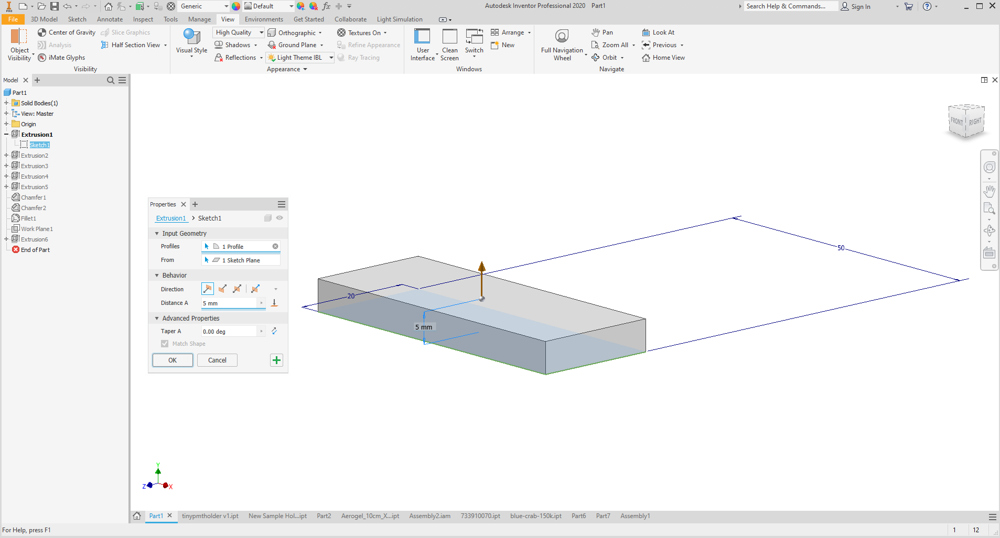 PRO
Generic
Default
fx
Autodesk Inventor Professional 2020 Part1
Search Help & Commands...
Sign In
File 3D Model Sketch Annotate Inspect Tools Manage View Environments Get Started Collaborate Light Simulation
Object Visibility
Center of Gravity
Analysis
iMate Glyphs
Slice Graphics
Half Section View
Visibility
Visual Style
High Quality
Shadows
Reflections
Orthographic
Ground Plane
Light Theme IBL
Textures On
Refine Appearance
Ray Tracing
Appearance
User Interface
Clean Screen
Switch
Arrange
New
Windows
Full Navigation Wheel
Pan
Zoom All
Orbit
Look At
Previous
Home View
Navigate
Model
Part1
Solid Bodies(1)
View: Master
Origin
Extrusion1
Sketch1
Extrusion2
Extrusion3
Extrusion4
Extrusion5
Chamfer1
Chamfer2
Fillet1
Work Plane1
Extrusion6
End of Part
Properties
Extrusion1 > Sketch1
Input Geometry
Profiles 1 Profile
From 1 Sketch Plane
Behavior
Direction
Distance A 5 mm
Advanced Properties
Taper A 0.00 deg
Match Shape
OK Cancel
20
5 mm
50
FRONT RIGHT
Y
Z X
Part1 tinypmtholder v1.ipt New Sample Hol...ipt Part2 Aerogel_10cm_X...ipt Assembly2.iam 733910070.ipt blue-crab-150k.ipt Part6 Part7 Assembly1
For Help, press F1
1 12